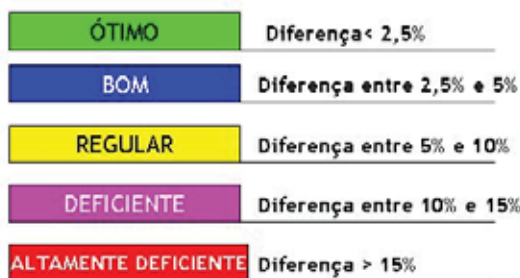 ÓTIMO Diferença< 2,5%
BOM Diferença entre 2,5% e 5%
REGULAR Diferença entre 5% e 10%
DEFICIENTE Diferença entre 10% e 15%
ALTAMENTE DEFICIENTE Diferença > 15%